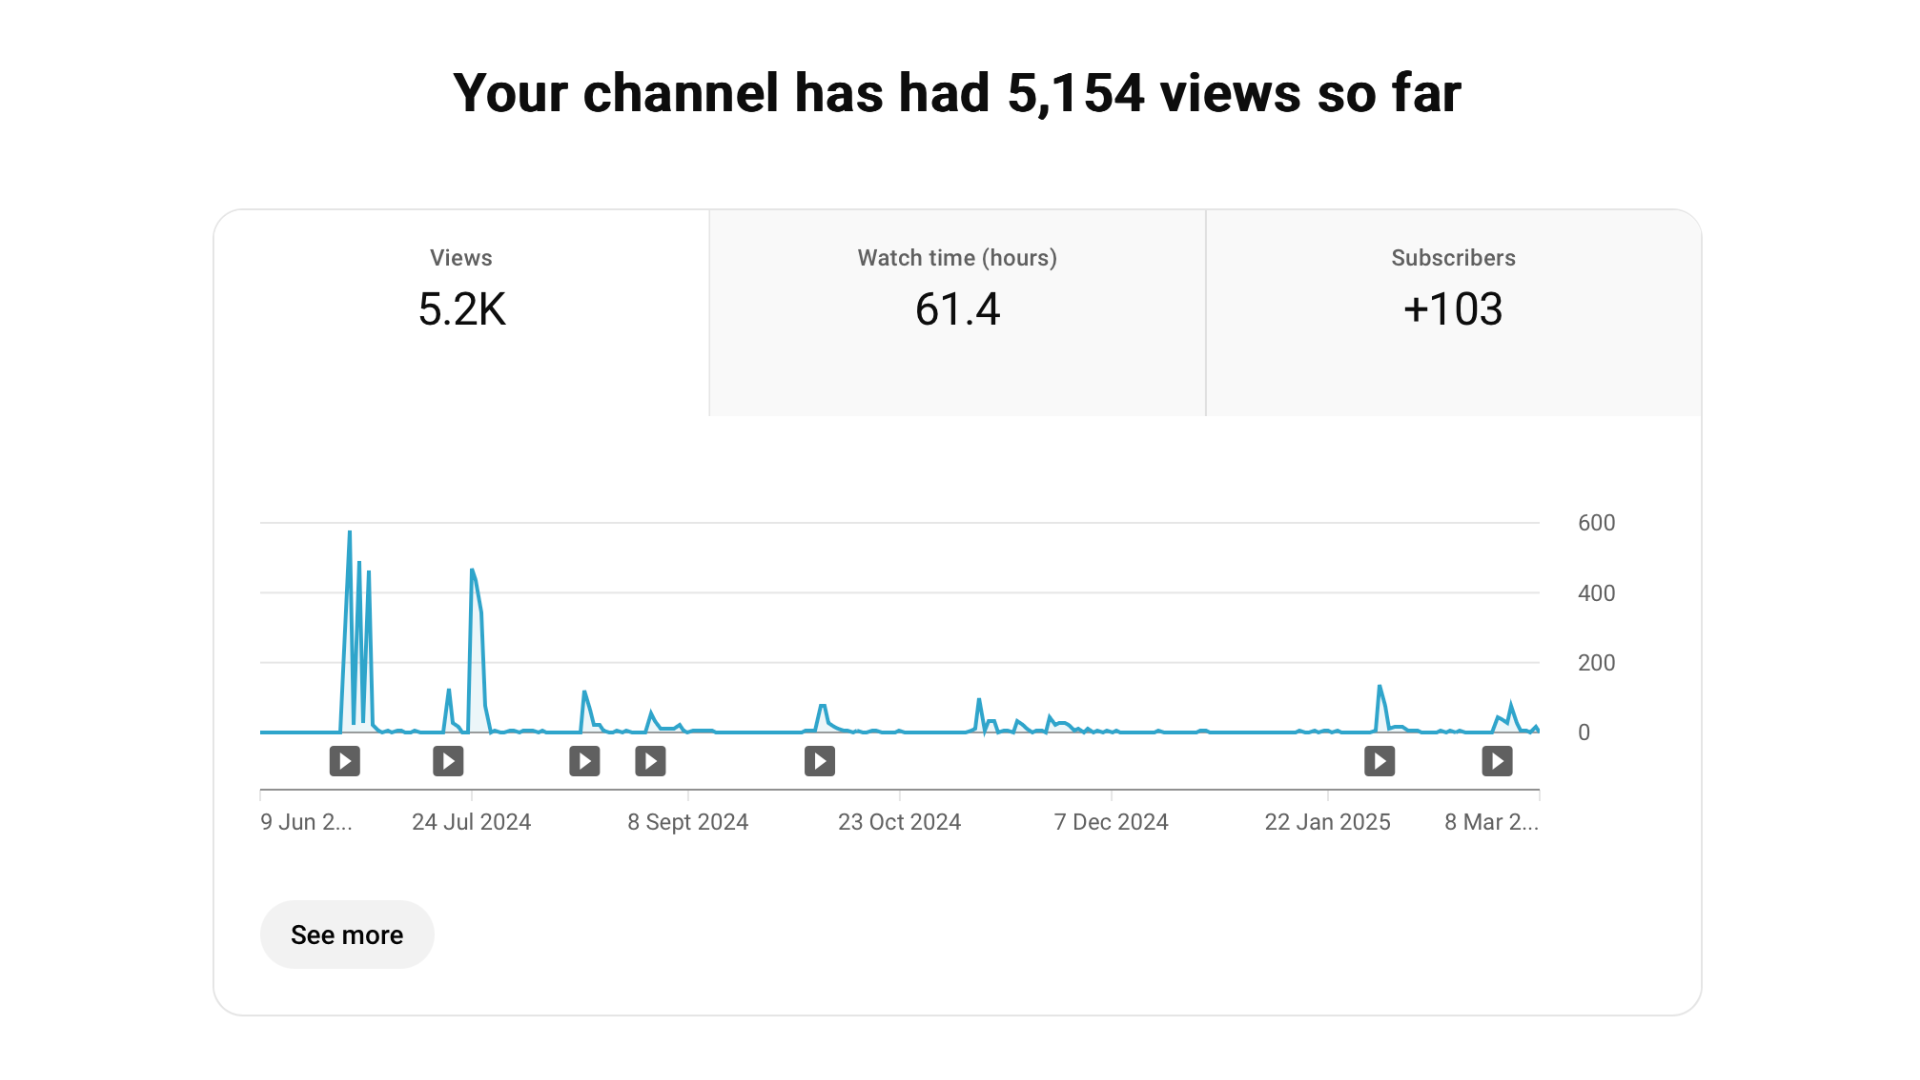 Your channel has had 5,154 views so far
Views
5.2K
Watch time (hours)
61.4
Subscribers
+103
600
400
200
0
9 Jun 2...
24 Jul 2024
8 Sept 2024
23 Oct 2024
7 Dec 2024
22 Jan 2025
8 Mar 2...
See more